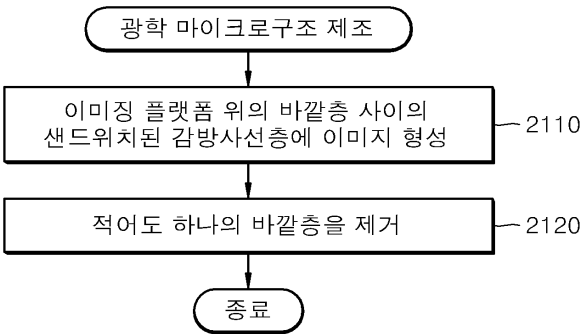 광학 마이크로구조 제조
이미징 플랫폼 위의 바깥층 사이의
샌드위치된 감방사선층에 이미지 형성
2110
적어도 하나의 바깥층을 제거
2120
종료